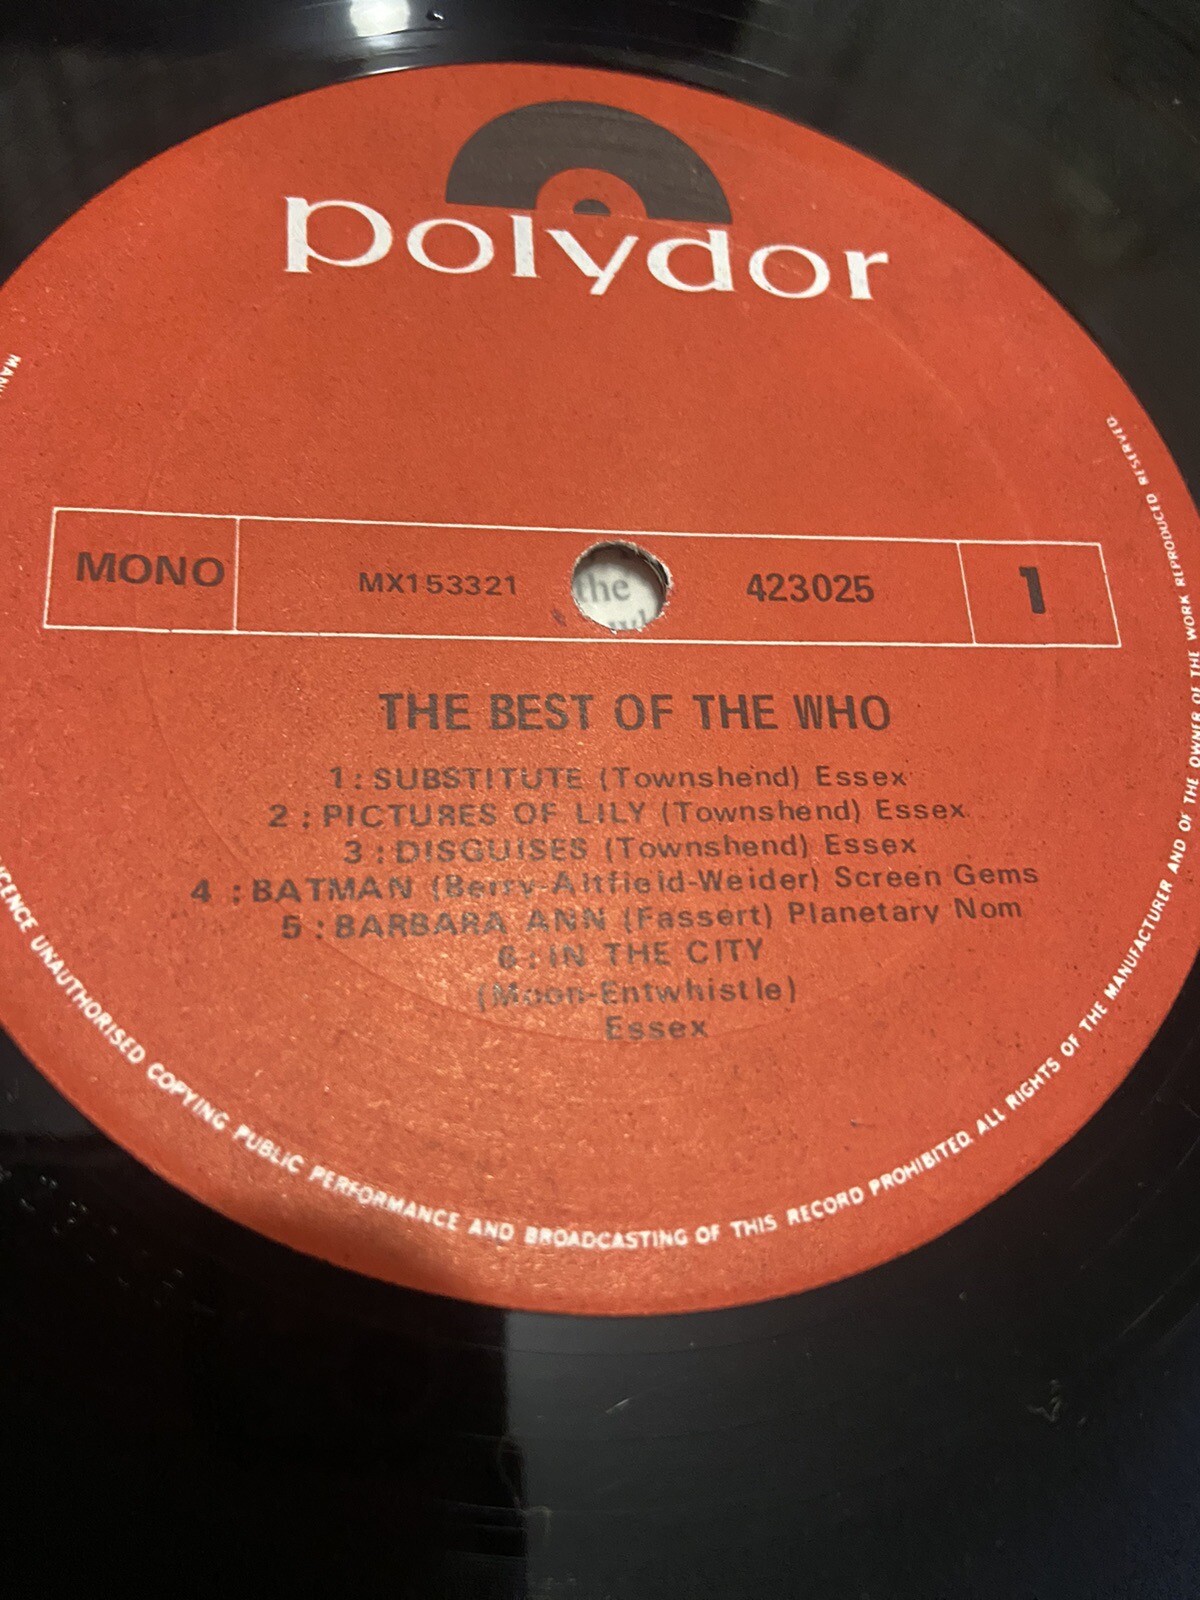 polydor
MONO MX153321 423025 1
the
THE BEST OF THE WHO
1 : SUBSTITUTE (Townshend) Essex
2 : PICTURES OF LILY (Townshend) Essex
3 : DISGUISES (Townshend) Essex
4 : BATMAN (Berry-Altfield-Weider) Screen Gems
5 : BARBARA ANN (Fassert) Planetary Nom
6 : IN THE CITY
(Moon-Entwhistle)
Essex
UNAUTHORISED COPYING PUBLIC PERFORMANCE AND BROADCASTING OF THIS RECORD PROHIBITED. ALL RIGHTS OF THE MANUFACTURER AND OF THE OWNER OF THE WORK REPRODUCED RESERVED.